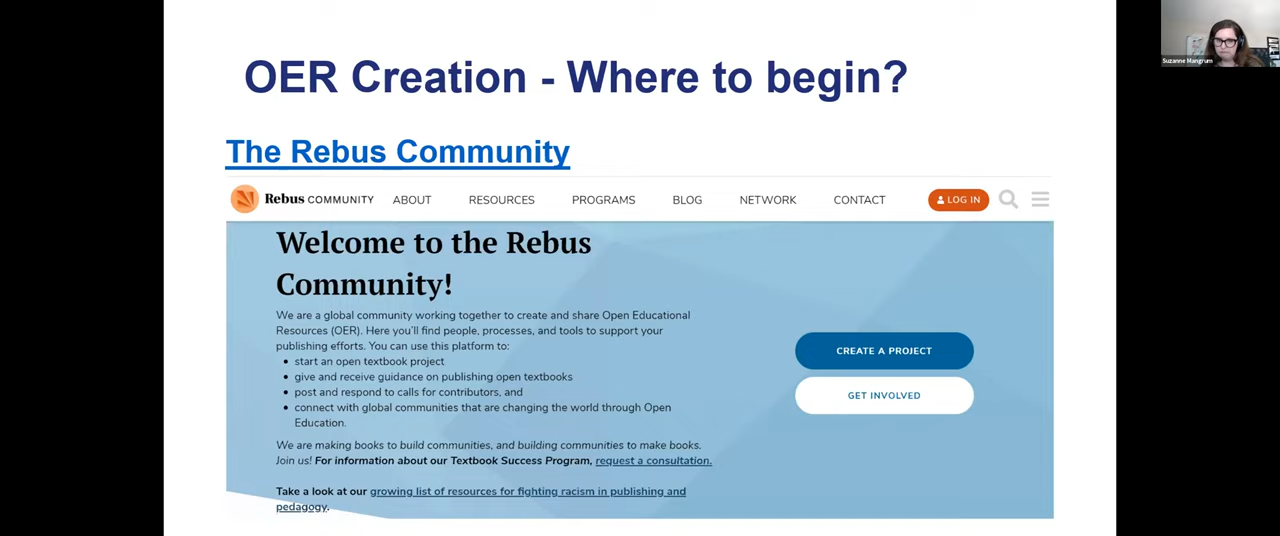 Suzanne Mangrum
OER Creation - Where to begin?
The Rebus Community
Rebus COMMUNITY ABOUT RESOURCES PROGRAMS BLOG NETWORK CONTACT LOG IN
Welcome to the Rebus
Community!
We are a global community working together to create and share Open Educational
Resources (OER). Here you'll find people, processes, and tools to support your
publishing efforts. You can use this platform to:
• start an open textbook project
• give and receive guidance on publishing open textbooks
• post and respond to calls for contributors, and
• connect with global communities that are changing the world through Open
Education.
We are making books to build communities, and building communities to make books.
Join us! For information about our Textbook Success Program, request a consultation.
Take a look at our growing list of resources for fighting racism in publishing and
pedagogy.
CREATE A PROJECT
GET INVOLVED